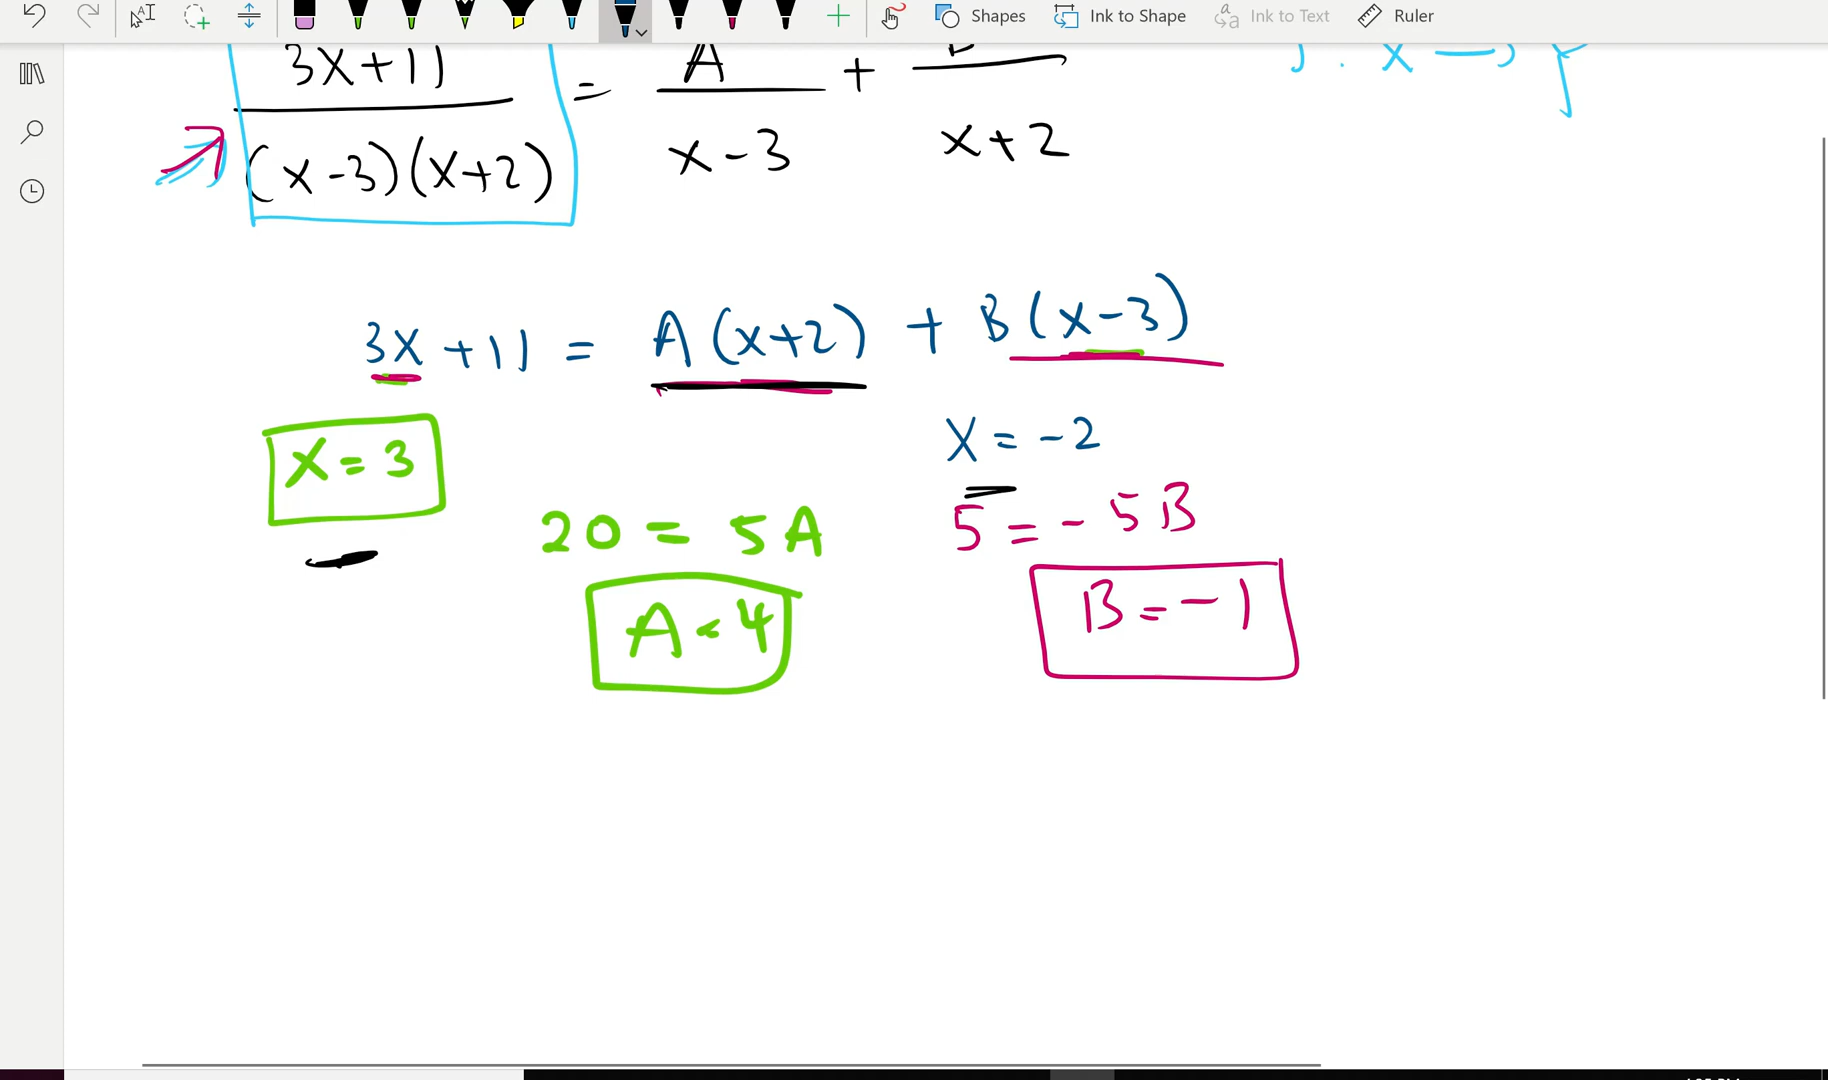 Shapes Ink to Shape Ink to Text Ruler
3x+11 = A +
(x-3)(x+2) x-3 x+2
3x+11 = A(x+2) + B(x-3)
x=3
x = -2
20 = 5A
5 = -5B
A = 4
B = -1